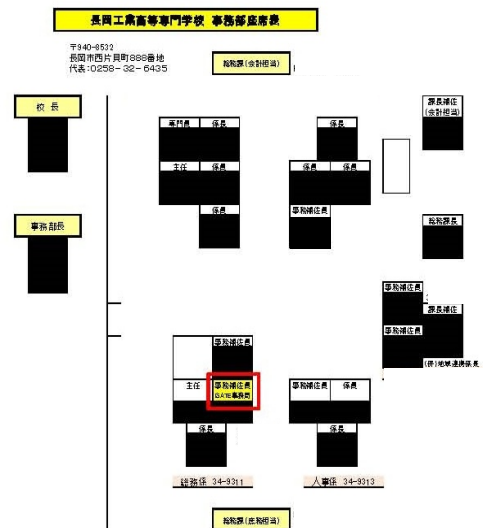 長岡工業高等専門学校 事務部座席表
〒940-8532
長岡市西片貝町888番地
代表:0258-32-6435
総務課(会計担当)
校 長
課長補佐
(会計担当)
専門員 係長
係長
主任 係長
係長 係長
係長
事務補佐員
事務部長
総務課長
事務補佐員
課長補佐
事務補佐員
(併)地域連携係長
事務補佐員
主任 事務補佐員
GATE事務局
事務補佐員 係長
係長
係長
総務係 34-9311
人事係 34-9313
総務課(庶務担当)